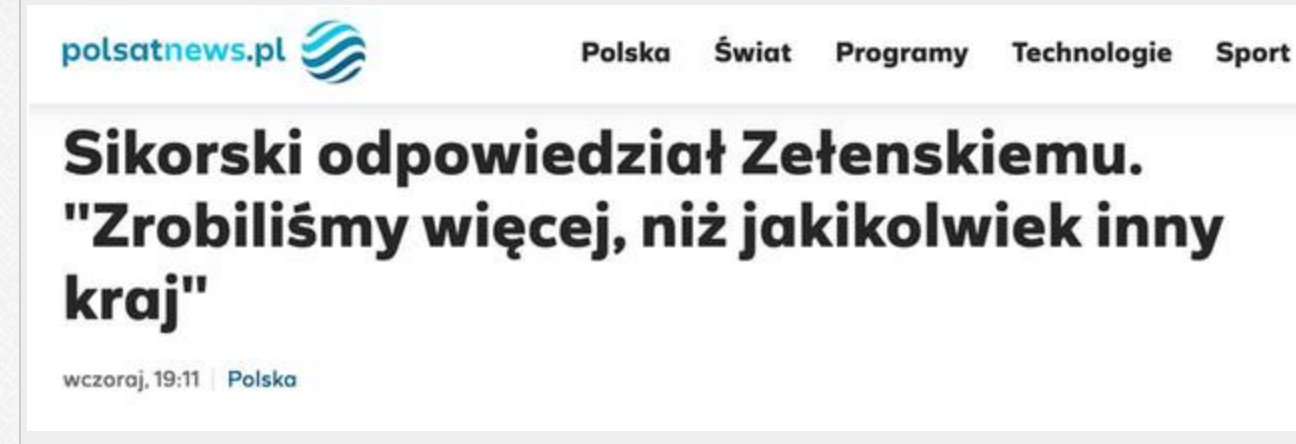 polsatnews.pl Polska Świat Programy Technologie Sport
Sikorski odpowiedział Zełenskiemu.
"Zrobiliśmy więcej, niż jakikolwiek inny
kraj"
wczoraj, 19:11 Polska